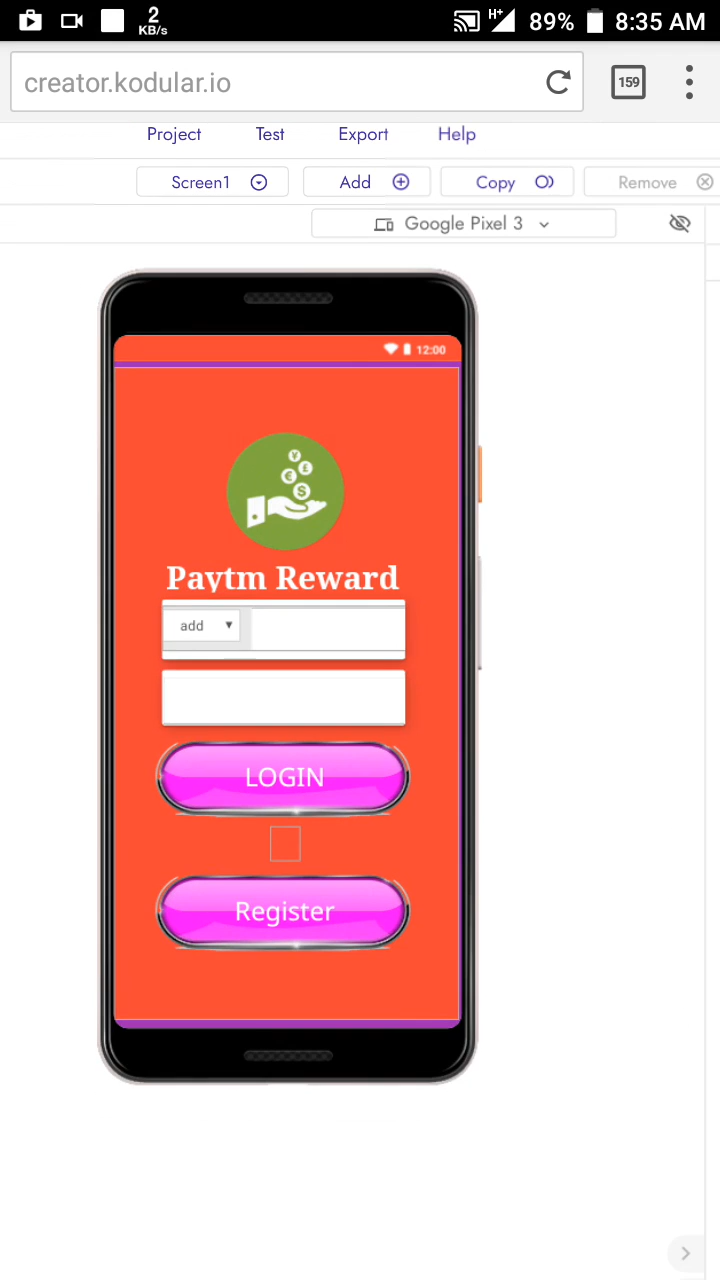 2
KB/s
H+
89%
8:35 AM
creator.kodular.io
159
Project Test Export Help
Screen1 Add Copy Remove
Google Pixel 3
12:00
¥
£
€
$
Paytm Reward
add
LOGIN
Register